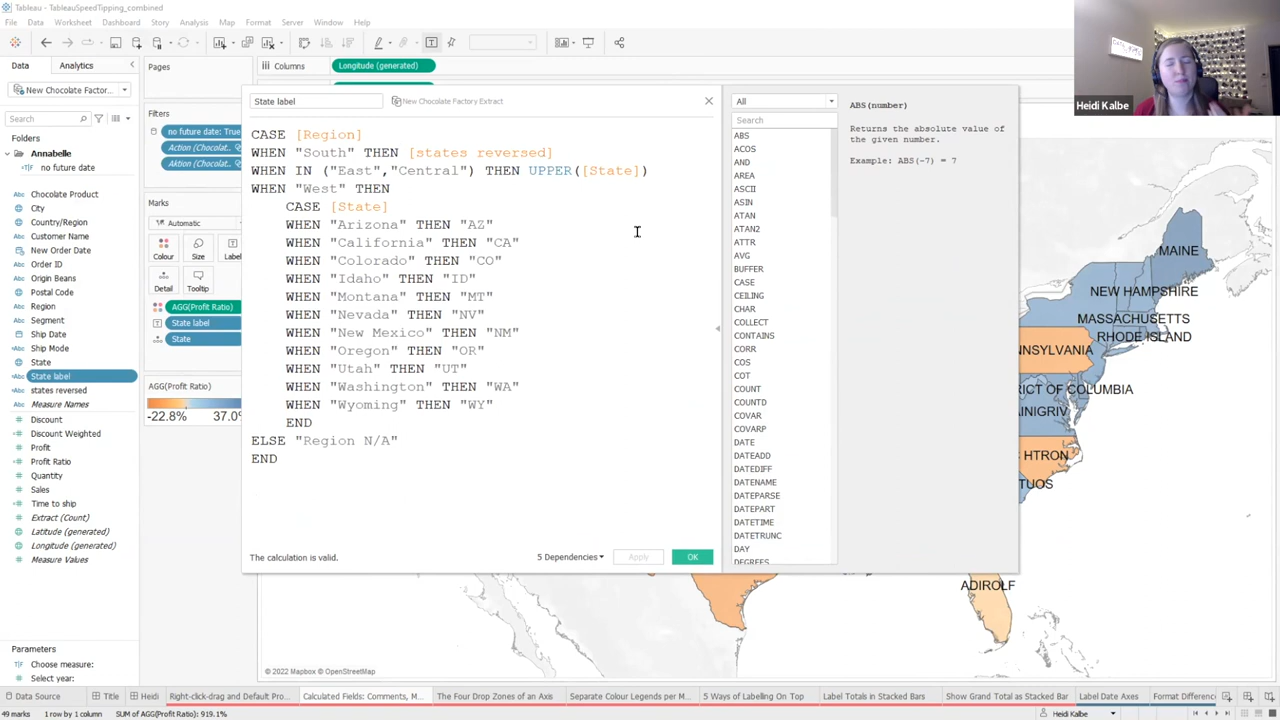 Tableau - TableauSpeedTipping_combined
File Data Worksheet Dashboard Story Analysis Map Format Server Window Help
Data Analytics
New Chocolate Factor...
Search
Folders
Annabelle
no future date
Chocolate Product
City
Country/Region
Customer Name
New Order Date
Order ID
Origin Beans
Postal Code
Region
Segment
Ship Date
Ship Mode
State
State label
states reversed
Measure Names
Discount
Discount Weighted
Profit
Profit Ratio
Quantity
Sales
Time to ship
Extract (Count)
Latitude (generated)
Longitude (generated)
Measure Values
Parameters
Choose measure:
Select year:
Pages
Filters
no future date: True
Action (Chocolat..
Aktion (Chocolat..
Marks
Automatic
Colour Size Label
Detail Tooltip
AGG(Profit Ratio)
State label
State
AGG(Profit Ratio)
-22.8% 37.0%
Columns Longitude (generated)
State label New Chocolate Factory Extract
CASE [Region]
WHEN "South" THEN [states reversed]
WHEN IN ("East","Central") THEN UPPER([State])
WHEN "West" THEN
CASE [State]
WHEN "Arizona" THEN "AZ"
WHEN "California" THEN "CA"
WHEN "Colorado" THEN "CO"
WHEN "Idaho" THEN "ID"
WHEN "Montana" THEN "MT"
WHEN "Nevada" THEN "NV"
WHEN "New Mexico" THEN "NM"
WHEN "Oregon" THEN "OR"
WHEN "Utah" THEN "UT"
WHEN "Washington" THEN "WA"
WHEN "Wyoming" THEN "WY"
END
ELSE "Region N/A"
END
The calculation is valid. 5 Dependencies Apply OK
All
Search
ABS
ACOS
AND
AREA
ASCII
ASIN
ATAN
ATAN2
ATTR
AVG
BUFFER
CASE
CEILING
CHAR
COLLECT
CONTAINS
CORR
COS
COT
COUNT
COUNTD
COVAR
COVARP
DATE
DATEADD
DATEDIFF
DATENAME
DATEPARSE
DATEPART
DATETIME
DATETRUNC
DAY
DEGREES
ABS(number)
Returns the absolute value of
the given number.
Example: ABS(-7) = 7
Heidi Kalbe
MAINE
NEW HAMPSHIRE
MASSACHUSETTS
RHODE ISLAND
NNSYLVANIA
RICT OF COLUMBIA
AINIGRIV
HTRON
TUOS
ADIROLF
© 2022 Mapbox © OpenStreetMap
Data Source Title Heidi Right-click-drag and Default Pro... Calculated Fields: Comments, M... The Four Drop Zones of an Axis Separate Colour Legends per M... 5 Ways of Labelling On Top Label Totals in Stacked Bars Show Grand Total as Stacked Bar Label Date Axes Format Difference
49 marks 1 row by 1 column SUM of AGG(Profit Ratio): 919.1% Heidi Kalbe